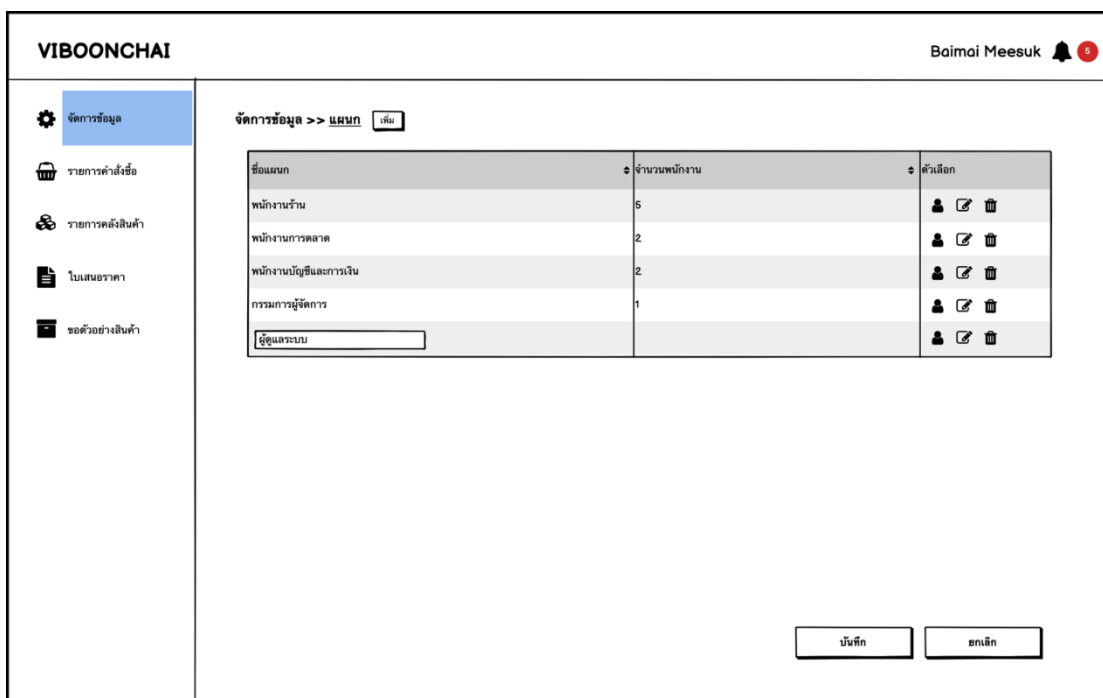 VIBOONCHAI
Baimai Meesuk 5
จัดการข้อมูล
รายการคำสั่งซื้อ
รายการคลังสินค้า
ใบเสนอราคา
ขอตัวอย่างสินค้า
จัดการข้อมูล >> แผนก เพิ่ม
ชื่อแผนก จำนวนพนักงาน ตัวเลือก
พนักงานร้าน 5
พนักงานการตลาด 2
พนักงานบัญชีและการเงิน 2
กรรมการผู้จัดการ 1
ผู้ดูแลระบบ
บันทึก ยกเลิก